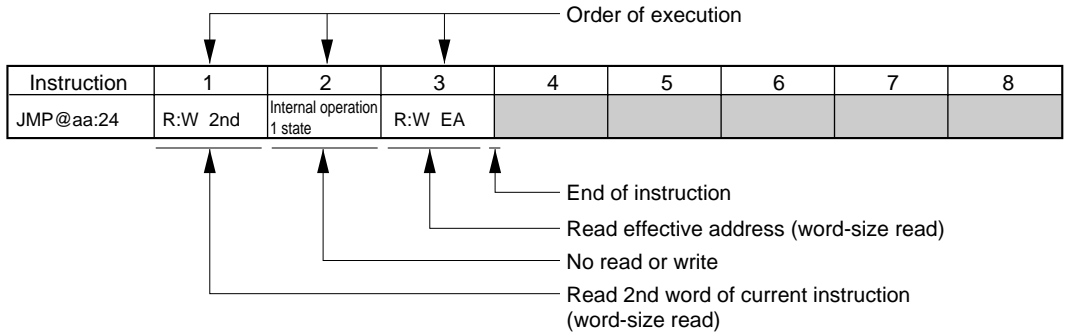 Order of execution
Instruction 1 2 3 4 5 6 7 8
JMP@aa:24 R:W 2nd Internal operation R:W EA
1 state
End of instruction
Read effective address (word-size read)
No read or write
Read 2nd word of current instruction
(word-size read)